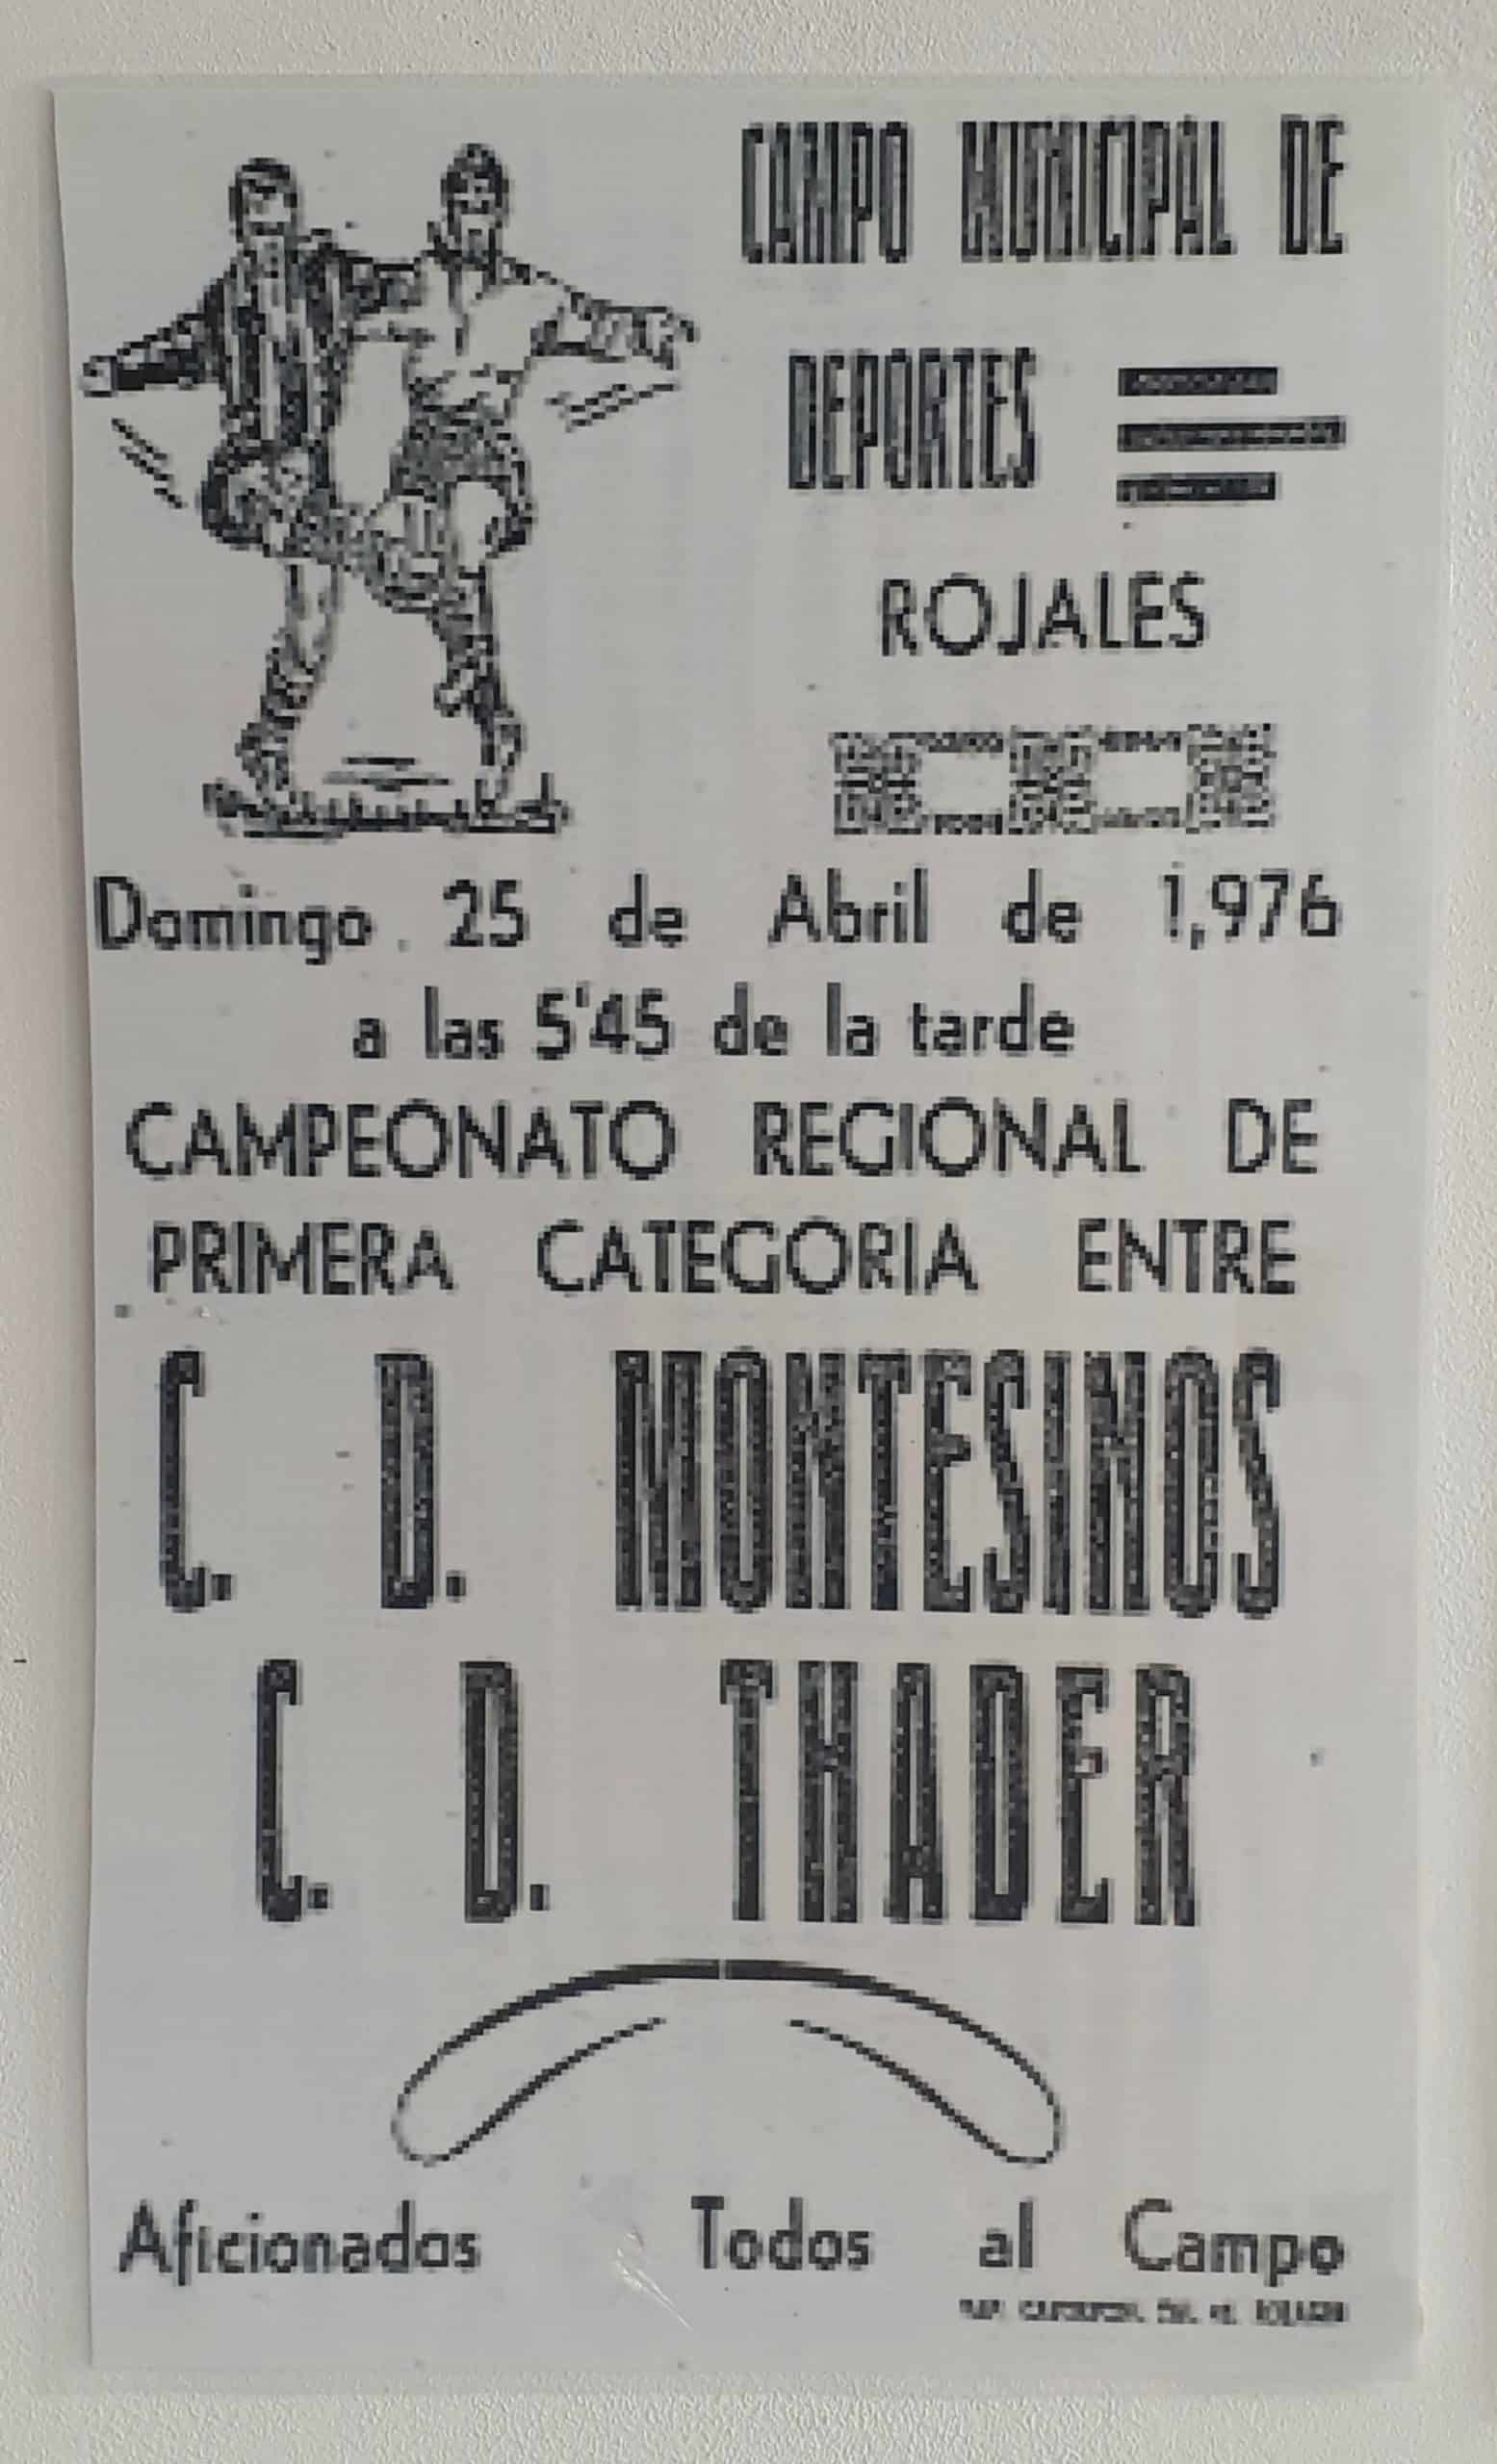 CAMPO MUNICIPAL DE
DEPORTES
ROJALES
Domingo. 25 de Abril de 1,976
a las 5'45 de la tarde
CAMPEONATO REGIONAL DE
PRIMERA CATEGORIA ENTRE
C. D. MONTESINOS
C. D. THADER
Aficionados Todos al Campo